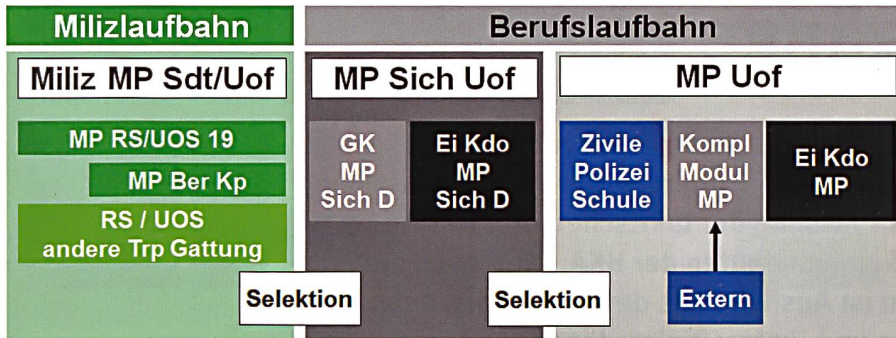 Milizlaufbahn
Berufslaufbahn
Miliz MP Sdt/Uof
MP Sich Uof
MP Uof
MP RS/UOS 19
MP Ber Kp
RS / UOS
andere Trp Gattung
GK
MP
Sich D
Ei Kdo
MP
Sich D
Zivile
Polizei
Schule
Kompl
Modul
MP
Ei Kdo
MP
Selektion
Selektion
Extern